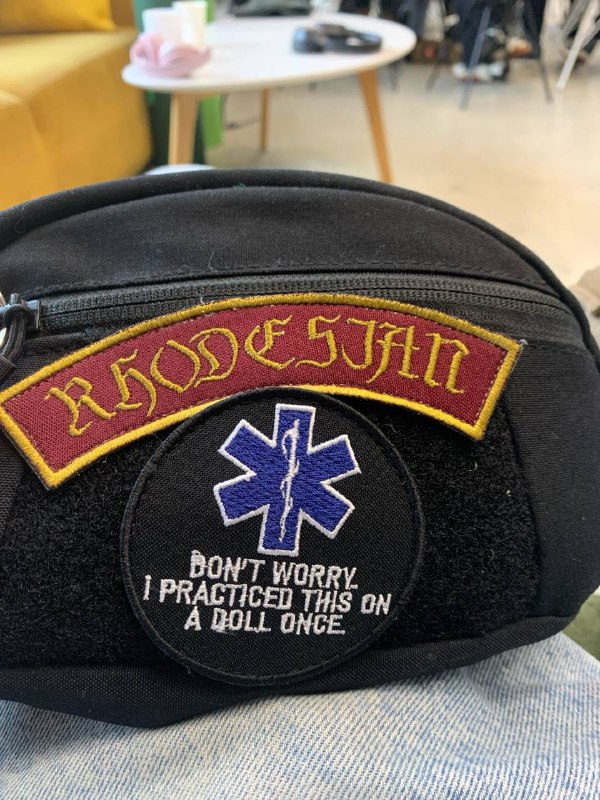 RHODESIAN
DON'T WORRY.
I PRACTICED THIS ON
A DOLL ONCE